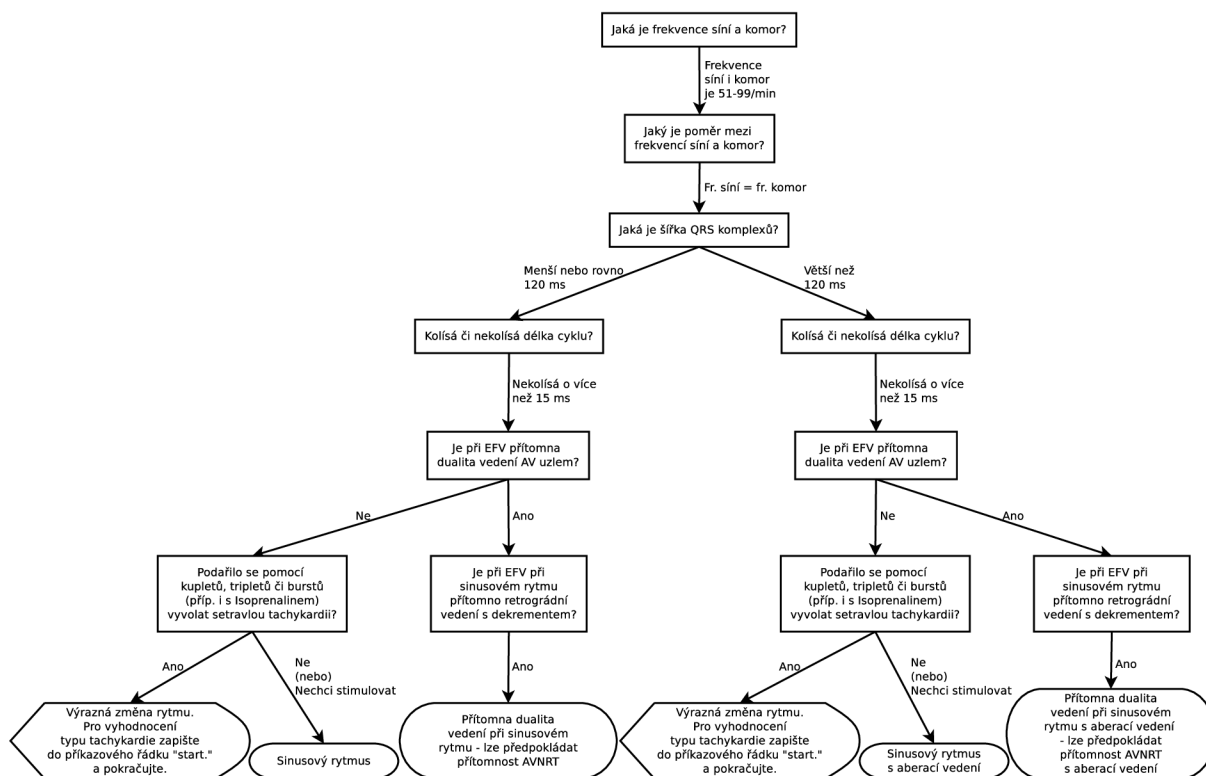 Jaká je frekvence síní a komor?
Frekvence
síní i komor
je 51-99/min
Jaký je poměr mezi
frekvencí síní a komor?
Fr. síní = fr. komor
Jaká je šířka QRS komplexů?
Menší nebo rovno
120 ms
Větší než
120 ms
Kolísá či nekolísá délka cyklu?
Kolísá či nekolísá délka cyklu?
Nekolísá o více
než 15 ms
Nekolísá o více
než 15 ms
Je při EFV přítomna
dualita vedení AV uzlem?
Je při EFV přítomna
dualita vedení AV uzlem?
Ne
Ano
Ne
Ano
Podařilo se pomocí
kupletů, tripletů či burstů
(příp. i s Isoprenalinem)
vyvolat setravlou tachykardii?
Je při EFV při
sinusovém rytmu
přítomno retrográdní
vedení s dekrementem?
Podařilo se pomocí
kupletů, tripletů či burstů
(příp. i s Isoprenalinem)
vyvolat setravlou tachykardii?
Je při EFV při
sinusovém rytmu
přítomno retrográdní
vedení s dekrementem?
Ano
Ne
(nebo)
Nechci stimulovat
Ano
Ano
Ne
(nebo)
Nechci stimulovat
Ano
Výrazná změna rytmu.
Pro vyhodnocení
typu tachykardie zapište
do příkazového řádku "start."
a pokračujte.
Sinusový rytmus
Přítomna dualita
vedení při sinusovém
rytmu - lze předpokládat
přítomnost AVNRT
Výrazná změna rytmu.
Pro vyhodnocení
typu tachykardie zapište
do příkazového řádku "start."
a pokračujte.
Sinusový rytmus
s aberací vedení
Přítomna dualita
vedení při sinusovém
rytmu s aberací vedení
- lze předpokládat
přítomnost AVNRT
s aberací vedení